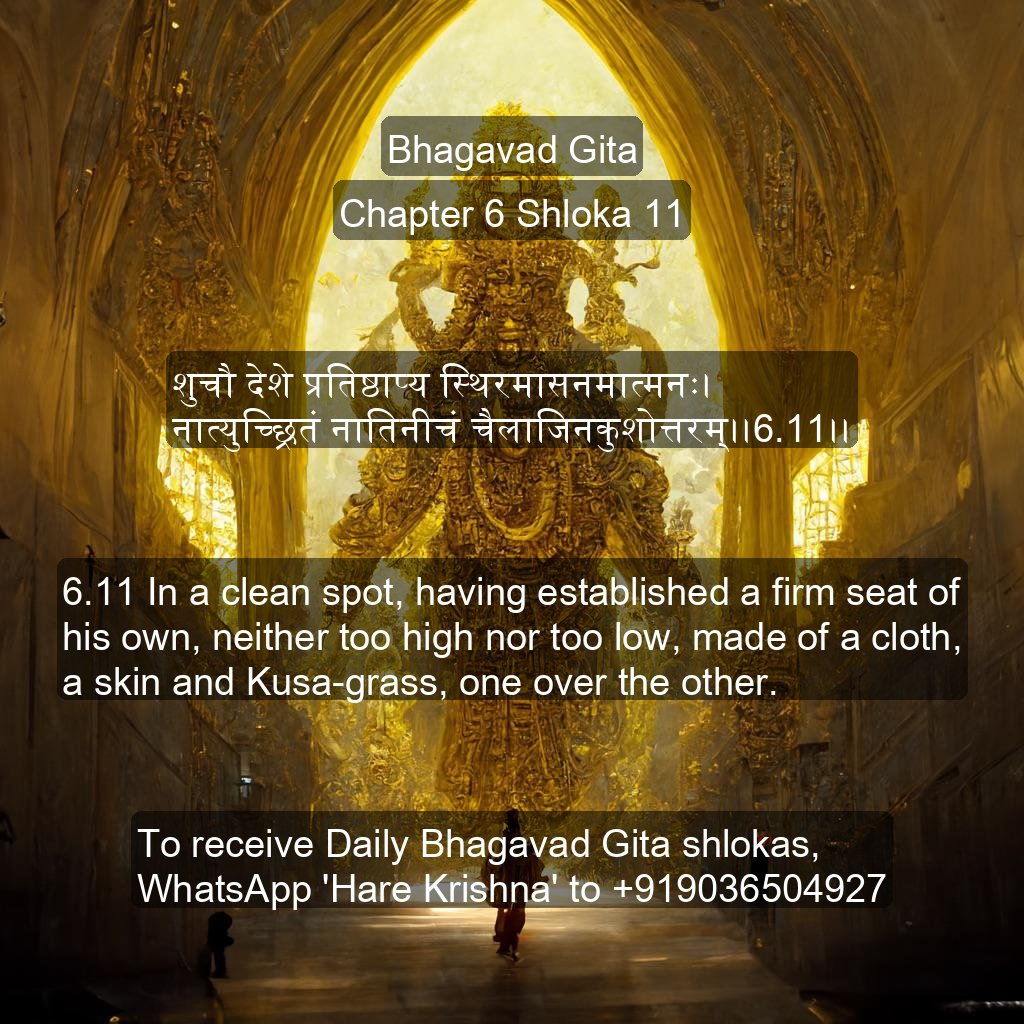 Bhagavad Gita
Chapter 6 Shloka 11
शुचौ देशे प्रतिष्ठाप्य स्थिरमासनमात्मनः।
नात्युच्छ्रितं नातिनीचं चैलाजिनकुशोत्तरम्।।6.11।।
6.11 In a clean spot, having established a firm seat of
his own, neither too high nor too low, made of a cloth,
a skin and Kusa-grass, one over the other.
To receive Daily Bhagavad Gita shlokas,
WhatsApp 'Hare Krishna' to +919036504927